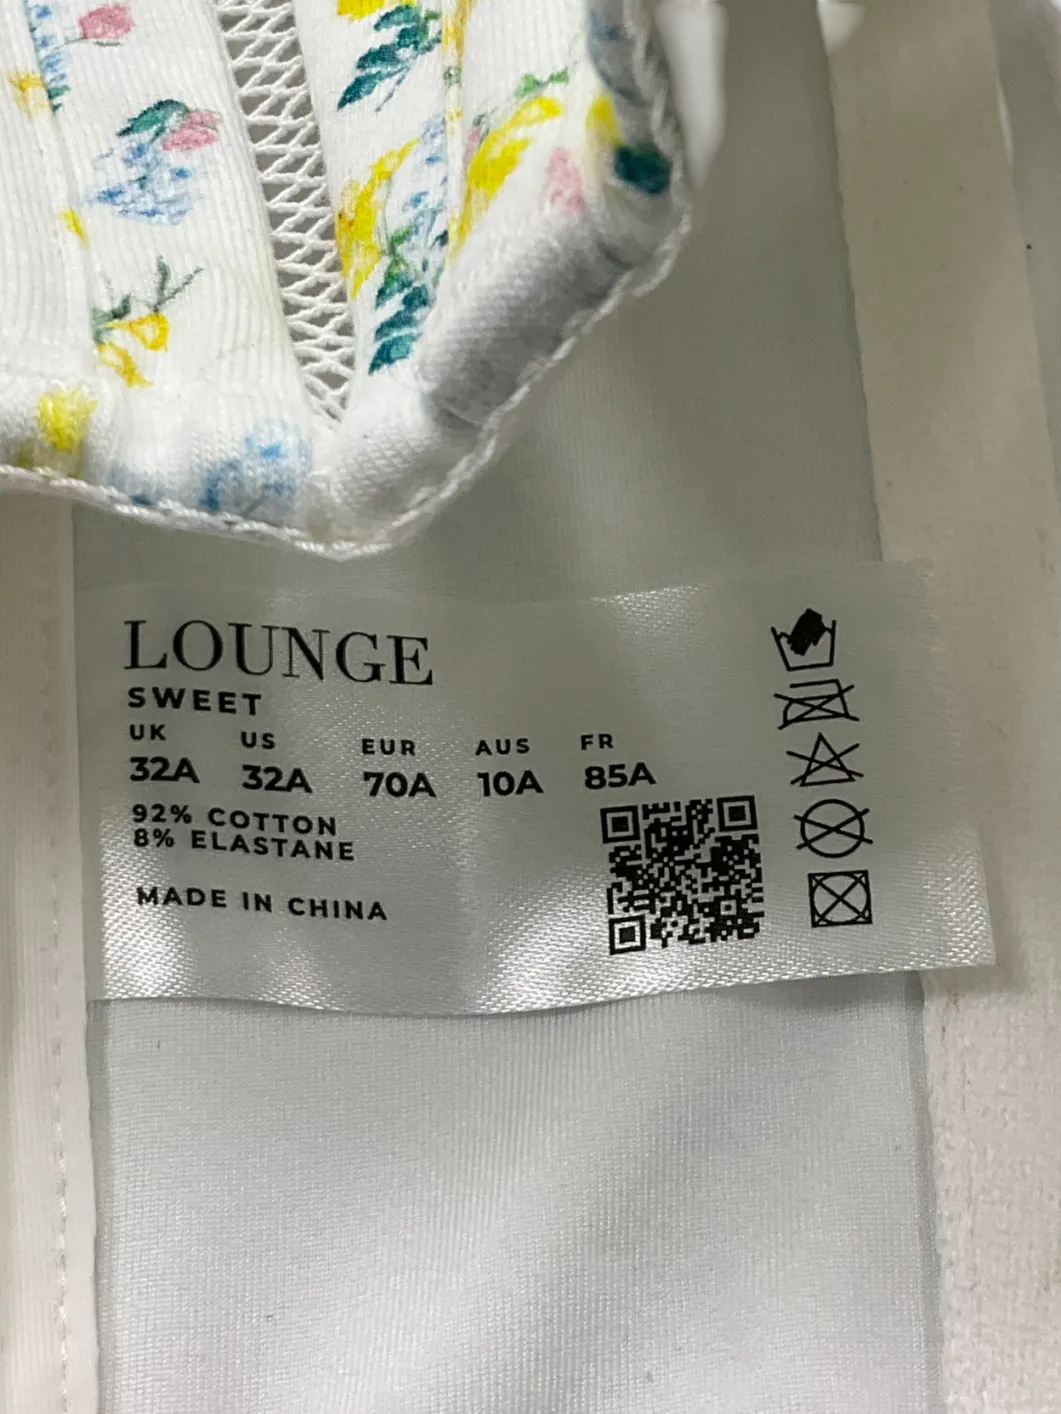 LOUNGE
SWEET
UK US EUR AUS FR
32A 32A 70A 10A 85A
92% COTTON
8% ELASTANE
MADE IN CHINA